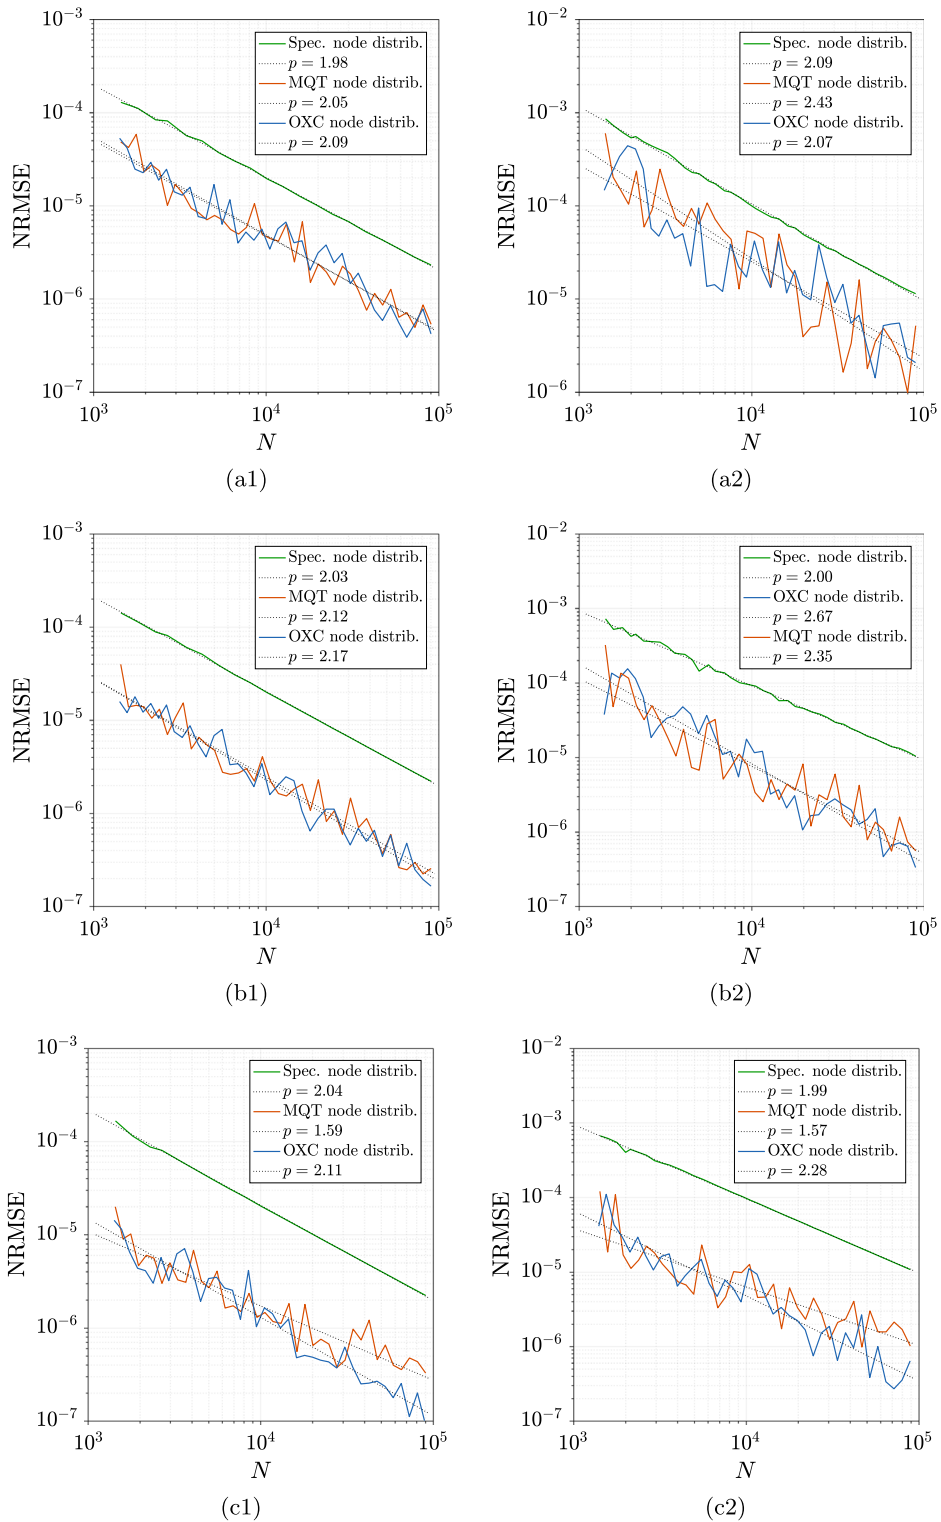 10^{-3}
10^{-4}
10^{-5}
10^{-6}
10^{-7}
NRMSE
10^3
10^4
10^5
N
Spec. node distrib.
p = 1.98
MQT node distrib.
p = 2.05
OXC node distrib.
p = 2.09
(a1)
10^{-2}
10^{-3}
10^{-4}
10^{-5}
10^{-6}
NRMSE
10^3
10^4
10^5
N
Spec. node distrib.
p = 2.09
MQT node distrib.
p = 2.43
OXC node distrib.
p = 2.07
(a2)
10^{-3}
10^{-4}
10^{-5}
10^{-6}
10^{-7}
NRMSE
10^3
10^4
10^5
N
Spec. node distrib.
p = 2.03
MQT node distrib.
p = 2.12
OXC node distrib.
p = 2.17
(b1)
10^{-2}
10^{-3}
10^{-4}
10^{-5}
10^{-6}
10^{-7}
NRMSE
10^3
10^4
10^5
N
Spec. node distrib.
p = 2.00
OXC node distrib.
p = 2.67
MQT node distrib.
p = 2.35
(b2)
10^{-3}
10^{-4}
10^{-5}
10^{-6}
10^{-7}
NRMSE
10^3
10^4
10^5
N
Spec. node distrib.
p = 2.04
MQT node distrib.
p = 1.59
OXC node distrib.
p = 2.11
(c1)
10^{-2}
10^{-3}
10^{-4}
10^{-5}
10^{-6}
10^{-7}
NRMSE
10^3
10^4
10^5
N
Spec. node distrib.
p = 1.99
MQT node distrib.
p = 1.57
OXC node distrib.
p = 2.28
(c2)